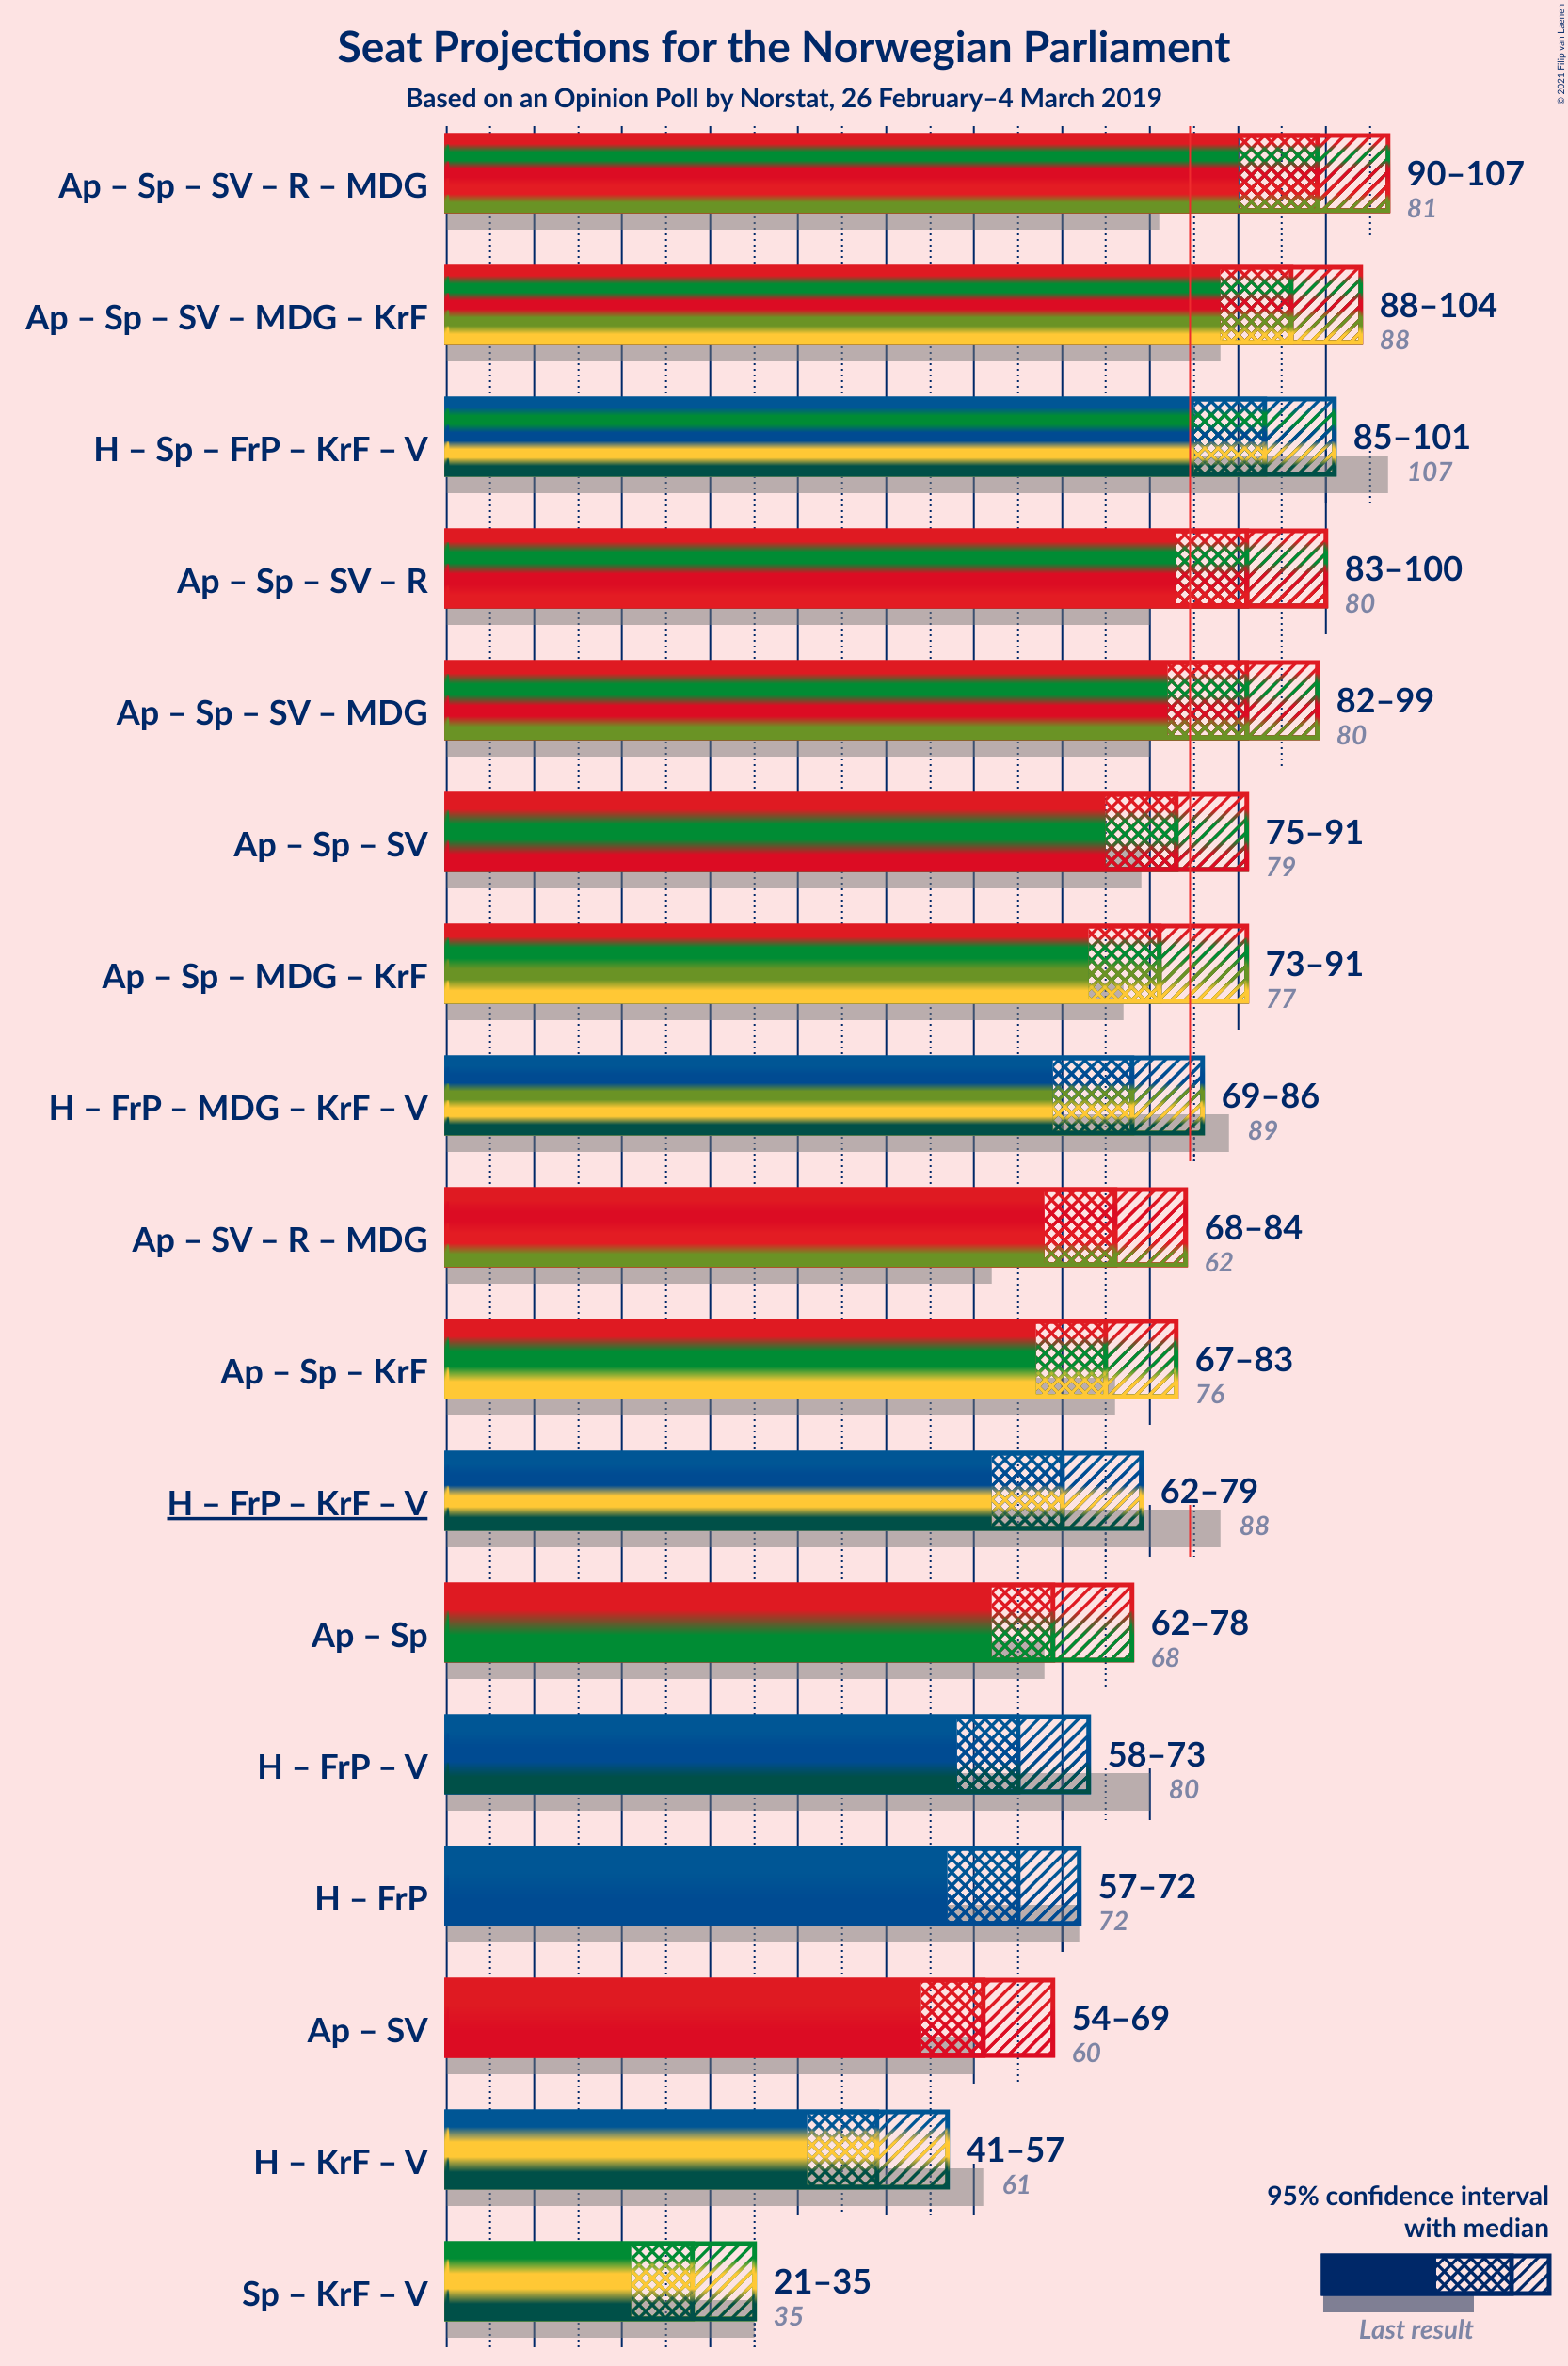 © 2021 Filip van Laenen
Seat Projections for the Norwegian Parliament
Based on an Opinion Poll by Norstat, 26 February–4 March 2019
Ap – Sp – SV – R – MDG
90–107
81
Ap – Sp – SV – MDG – KrF
88–104
88
H – Sp – FrP – KrF – V
85–101
107
Ap – Sp – SV – R
83–100
80
Ap – Sp – SV – MDG
82–99
80
Ap – Sp – SV
75–91
79
Ap – Sp – MDG – KrF
73–91
77
H – FrP – MDG – KrF – V
69–86
89
Ap – SV – R – MDG
68–84
62
Ap – Sp – KrF
67–83
76
H – FrP – KrF – V
62–79
88
Ap – Sp
62–78
68
H – FrP – V
58–73
80
H – FrP
57–72
72
Ap – SV
54–69
60
H – KrF – V
41–57
61
Sp – KrF – V
21–35
35
95% confidence interval
with median
Last result